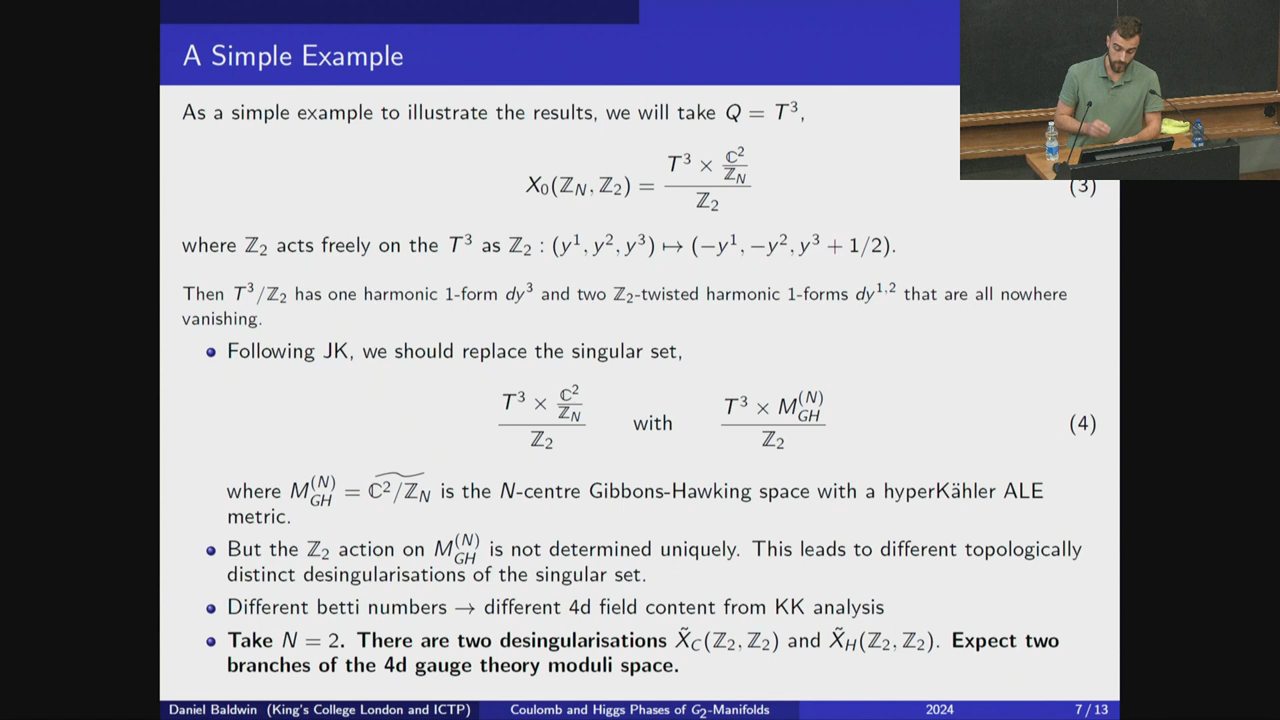 A Simple Example
As a simple example to illustrate the results, we will take Q = T³,
X₀(ℤ_N, ℤ₂) = (T³ × ℂ²/ℤ_N)/ℤ₂ (3)
where ℤ₂ acts freely on the T³ as ℤ₂ : (y¹, y², y³) ↦ (−y¹, −y², y³ + 1/2).
Then T³/ℤ₂ has one harmonic 1-form dy³ and two ℤ₂-twisted harmonic 1-forms dy^{1,2} that are all nowhere
vanishing.
• Following JK, we should replace the singular set,
(T³ × ℂ²/ℤ_N)/ℤ₂ with (T³ × M_{GH}^{(N)})/ℤ₂ (4)
where M_{GH}^{(N)} = \widetilde{ℂ²/ℤ_N} is the N-centre Gibbons-Hawking space with a hyperKähler ALE
metric.
• But the ℤ₂ action on M_{GH}^{(N)} is not determined uniquely. This leads to different topologically
distinct desingularisations of the singular set.
• Different betti numbers → different 4d field content from KK analysis
• Take N = 2. There are two desingularisations X̃_C(ℤ₂, ℤ₂) and X̃_H(ℤ₂, ℤ₂). Expect two
branches of the 4d gauge theory moduli space.
Daniel Baldwin (King's College London and ICTP) Coulomb and Higgs Phases of G₂-Manifolds 2024 7 / 13